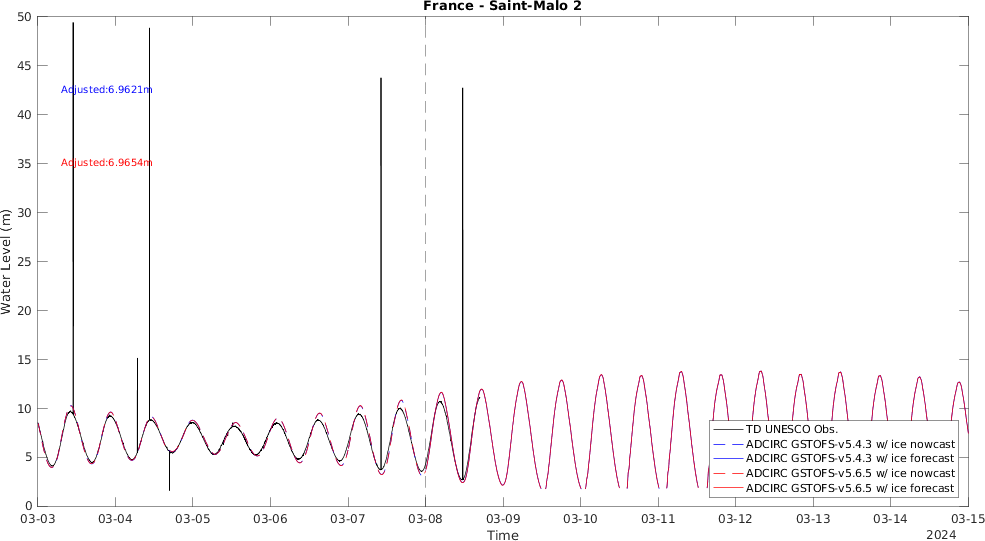 France - Saint-Malo 2
50
45
40
35
30
25
20
15
10
5
0
Water Level (m)
Adjusted:6.9621m
Adjusted:6.9654m
TD UNESCO Obs.
ADCIRC GSTOFS-v5.4.3 w/ ice nowcast
ADCIRC GSTOFS-v5.4.3 w/ ice forecast
ADCIRC GSTOFS-v5.6.5 w/ ice nowcast
ADCIRC GSTOFS-v5.6.5 w/ ice forecast
03-03 03-04 03-05 03-06 03-07 03-08 03-09 03-10 03-11 03-12 03-13 03-14 03-15
Time
2024